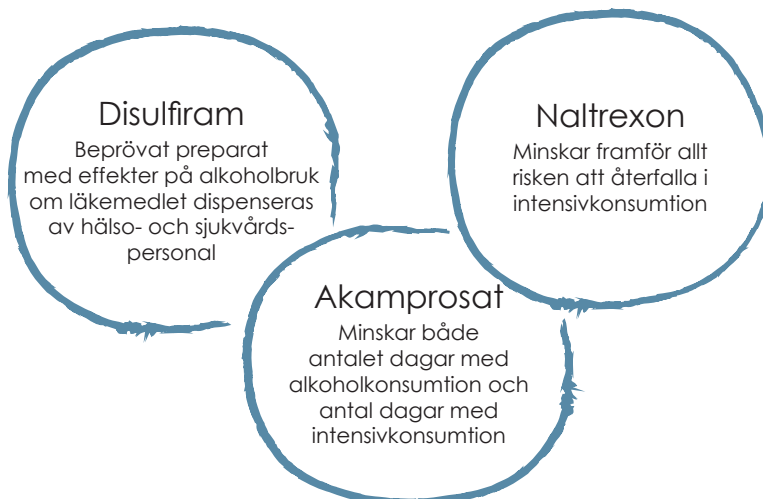 Disulfiram
Beprövat preparat
med effekter på alkoholbruk
om läkemedlet dispenseras
av hälso- och sjukvårds-
personal
Naltrexon
Minskar framför allt
risken att återfalla i
intensivkonsumtion
Akamprosat
Minskar både
antalet dagar med
alkoholkonsumtion och
antal dagar med
intensivkonsumtion